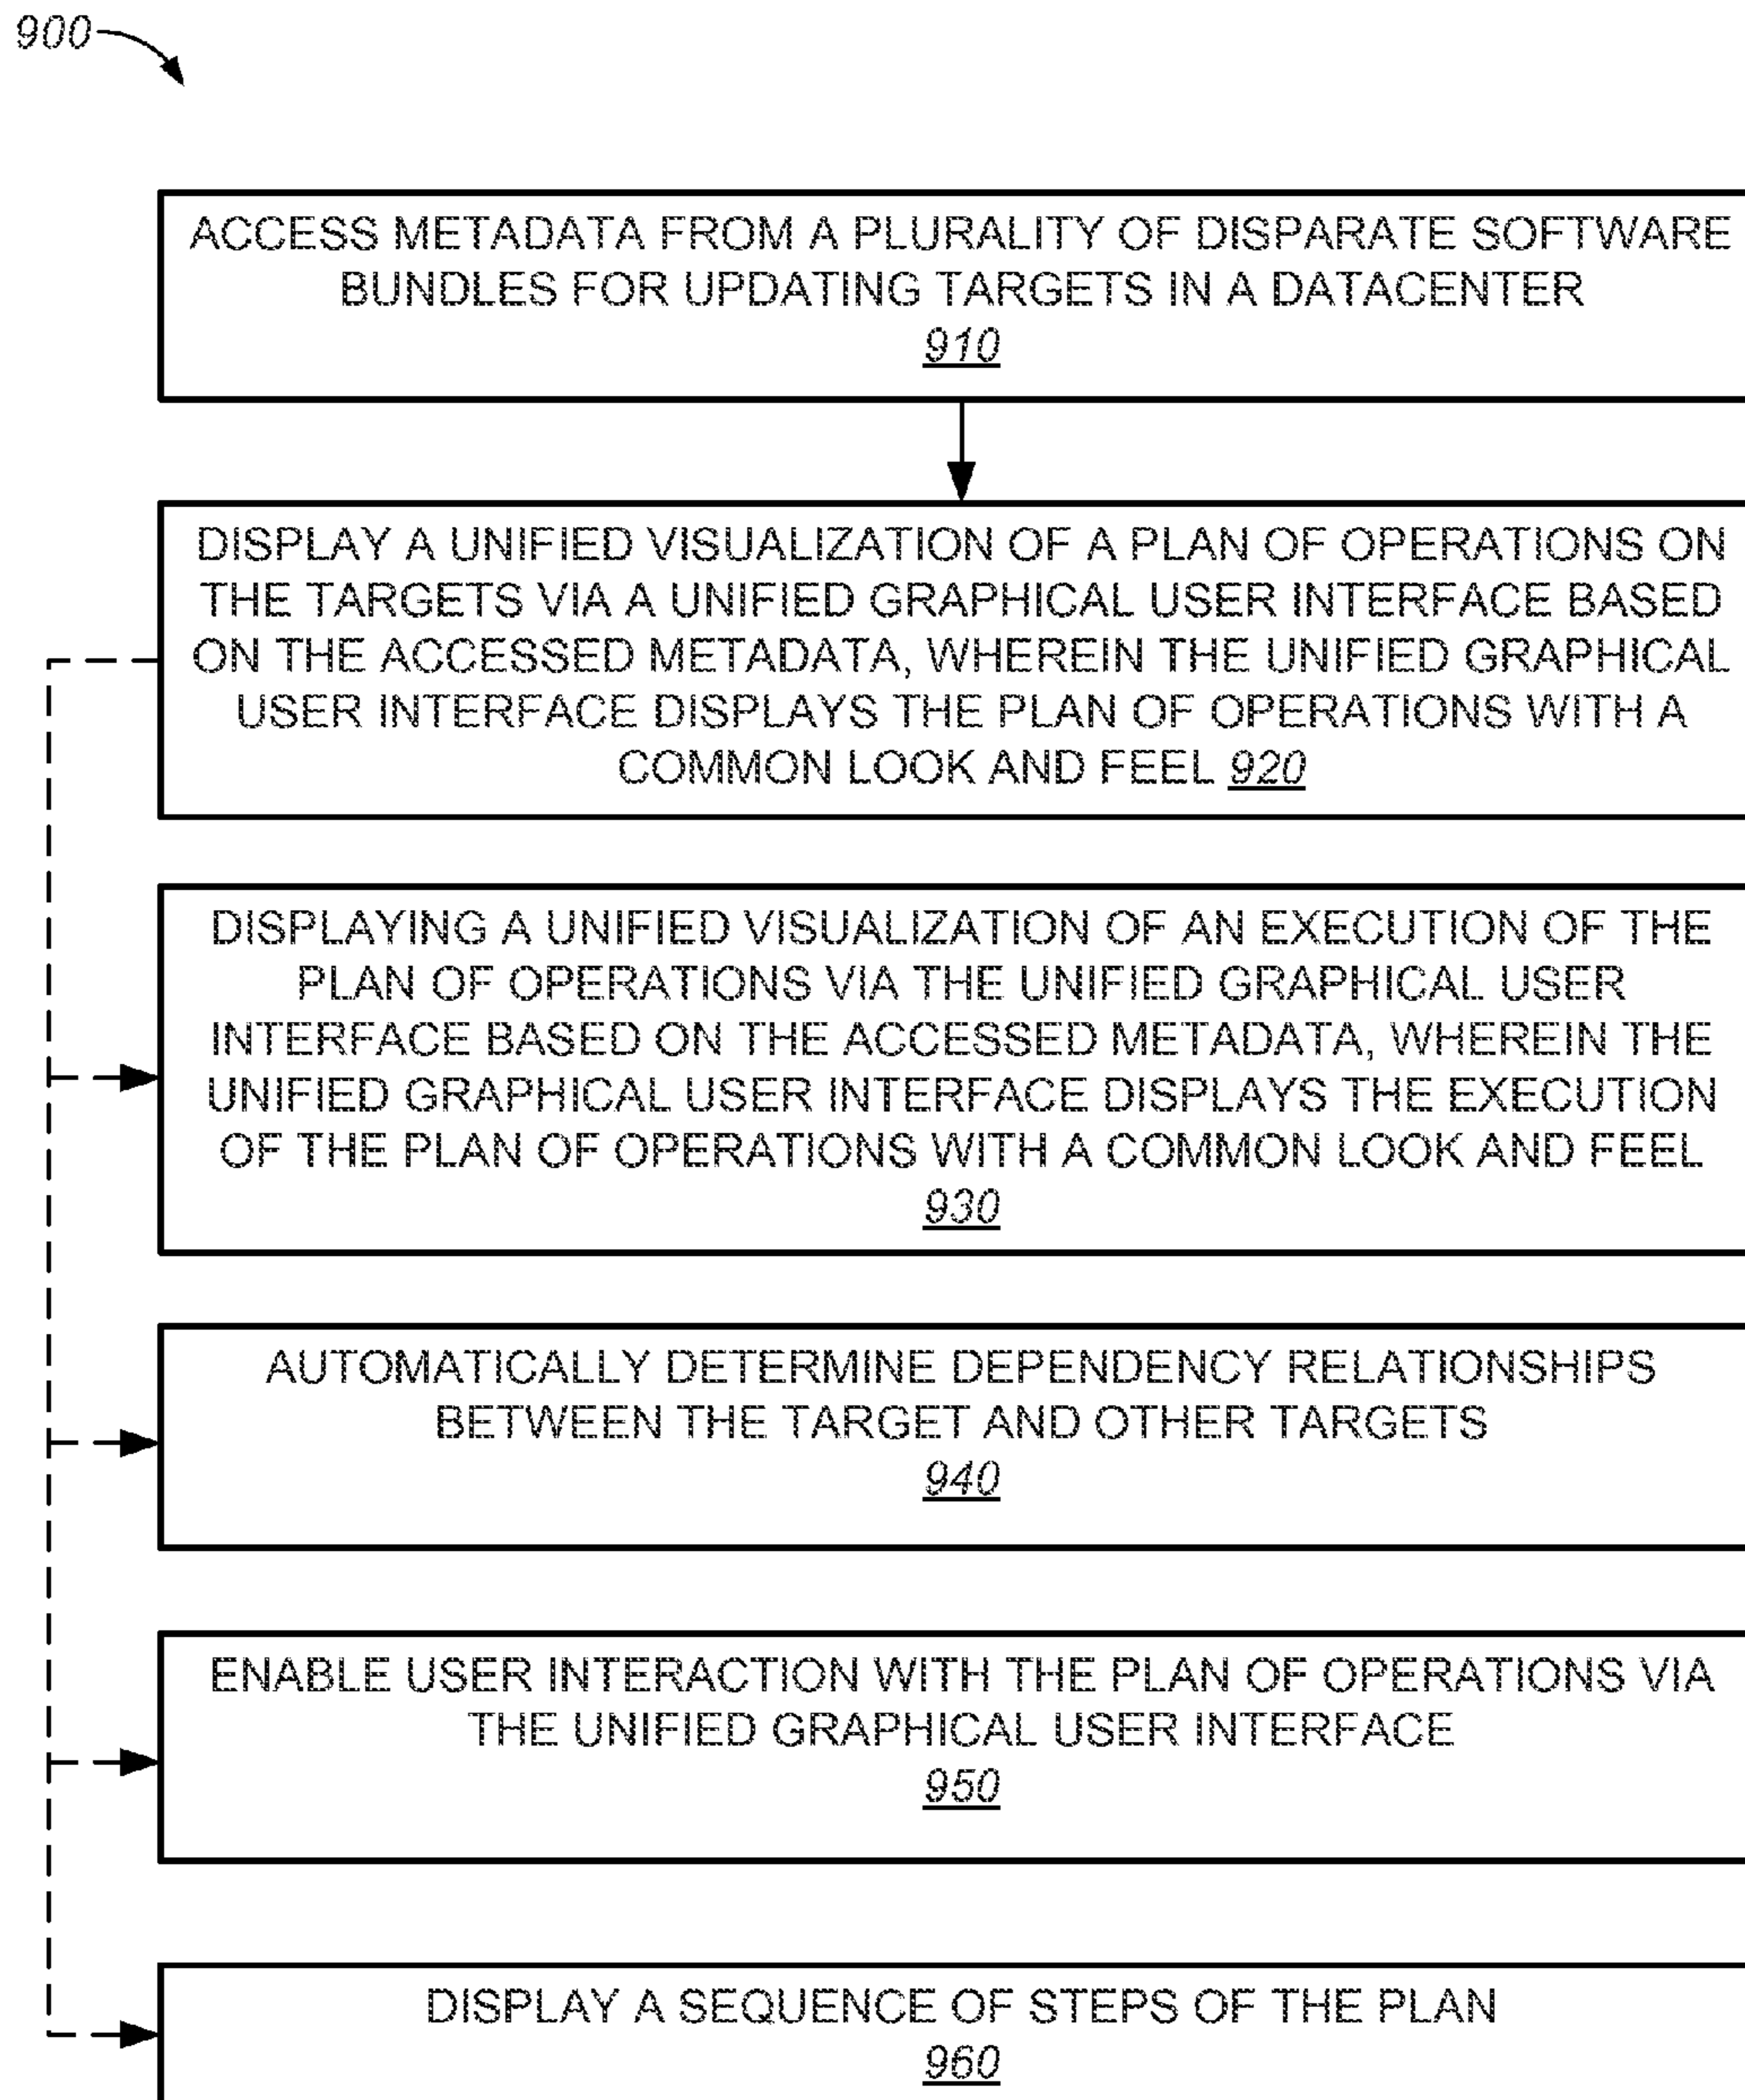 900
ACCESS METADATA FROM A PLURALITY OF DISPARATE SOFTWARE
BUNDLES FOR UPDATING TARGETS IN A DATACENTER
910
DISPLAY A UNIFIED VISUALIZATION OF A PLAN OF OPERATIONS ON
THE TARGETS VIA A UNIFIED GRAPHICAL USER INTERFACE BASED
ON THE ACCESSED METADATA, WHEREIN THE UNIFIED GRAPHICAL
USER INTERFACE DISPLAYS THE PLAN OF OPERATIONS WITH A
COMMON LOOK AND FEEL 920
DISPLAYING A UNIFIED VISUALIZATION OF AN EXECUTION OF THE
PLAN OF OPERATIONS VIA THE UNIFIED GRAPHICAL USER
INTERFACE BASED ON THE ACCESSED METADATA, WHEREIN THE
UNIFIED GRAPHICAL USER INTERFACE DISPLAYS THE EXECUTION
OF THE PLAN OF OPERATIONS WITH A COMMON LOOK AND FEEL
930
AUTOMATICALLY DETERMINE DEPENDENCY RELATIONSHIPS
BETWEEN THE TARGET AND OTHER TARGETS
940
ENABLE USER INTERACTION WITH THE PLAN OF OPERATIONS VIA
THE UNIFIED GRAPHICAL USER INTERFACE
950
DISPLAY A SEQUENCE OF STEPS OF THE PLAN
960